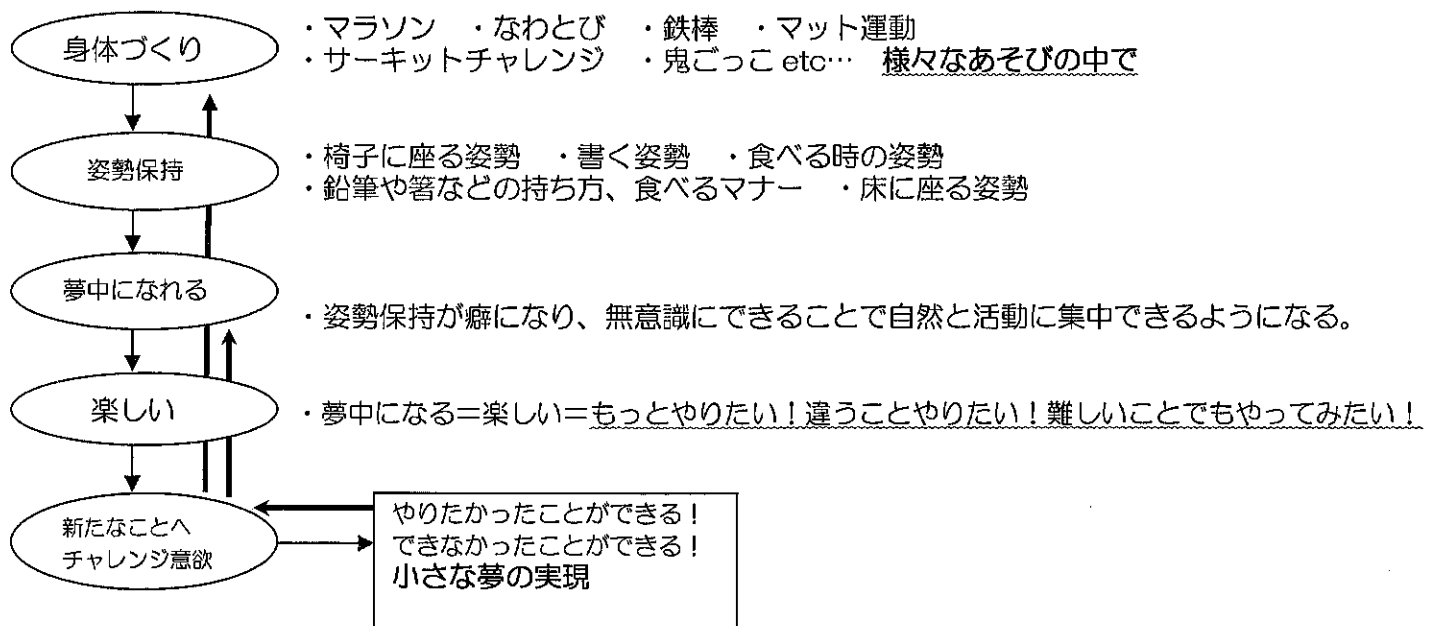 身体づくり
・マラソン ・なわとび ・鉄棒 ・マット運動
・サーキットチャレンジ ・鬼ごっこ etc… 様々なあそびの中で
姿勢保持
・椅子に座る姿勢 ・書く姿勢 ・食べる時の姿勢
・鉛筆や箸などの持ち方、食べるマナー ・床に座る姿勢
夢中になれる
・姿勢保持が癖になり、無意識にできることで自然と活動に集中できるようになる。
楽しい
・夢中になる=楽しい=もっとやりたい!違うことやりたい!難しいことでもやってみたい!
新たなことへ
チャレンジ意欲
やりたかったことができる!
できなかったことができる!
小さな夢の実現